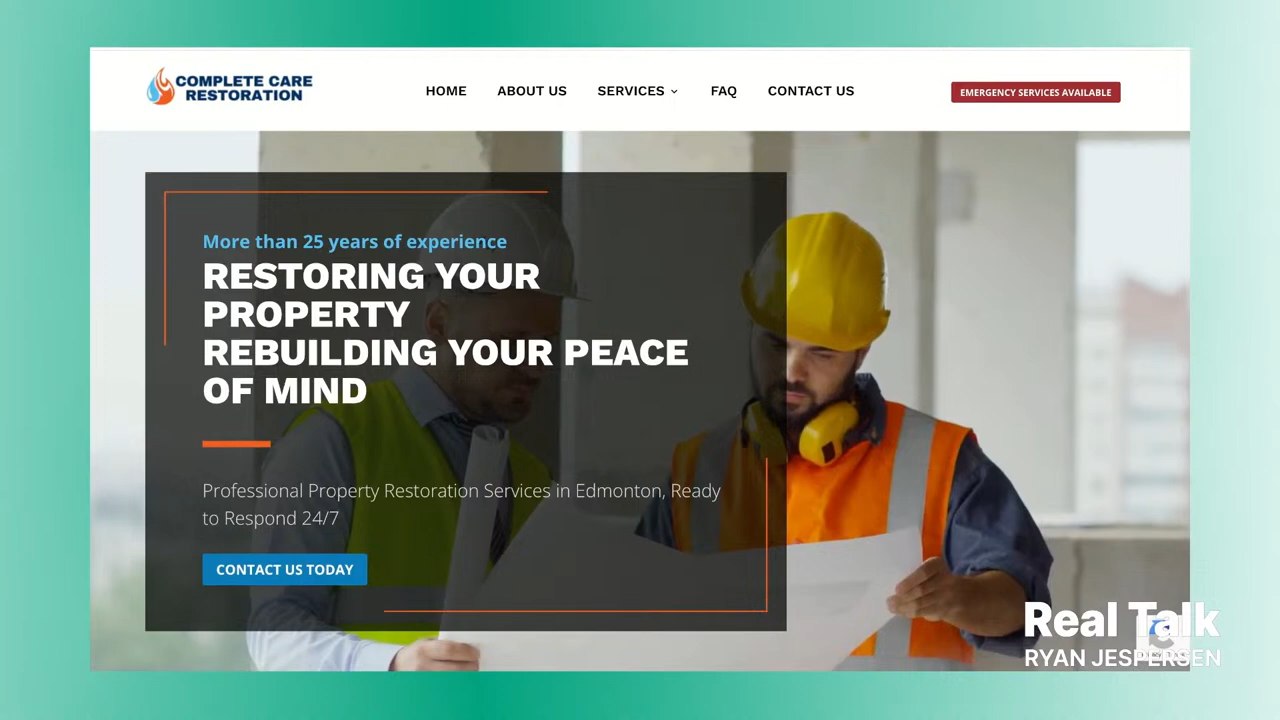 COMPLETE CARE
RESTORATION
HOME
ABOUT US
SERVICES
FAQ
CONTACT US
EMERGENCY SERVICES AVAILABLE
More than 25 years of experience
RESTORING YOUR
PROPERTY
REBUILDING YOUR PEACE
OF MIND
Professional Property Restoration Services in Edmonton, Ready
to Respond 24/7
CONTACT US TODAY
Real Talk
RYAN JESPERSEN